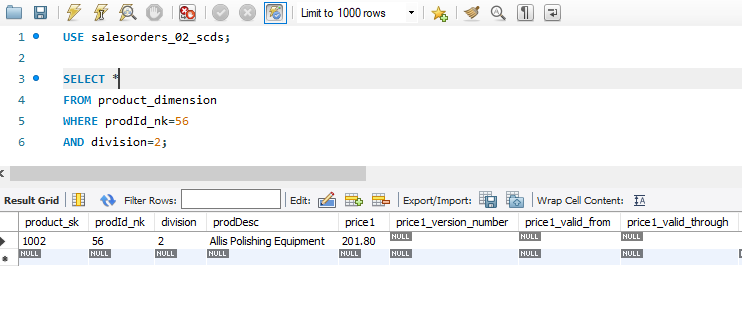 Limit to 1000 rows
1 USE salesorders_02_scds;
2
3 SELECT *
4 FROM product_dimension
5 WHERE prodId_nk=56
6 AND division=2;
Result Grid Filter Rows: Edit: Export/Import: Wrap Cell Content: IA
product_sk prodId_nk division prodDesc price1 price1_version_number price1_valid_from price1_valid_through
1002 56 2 Allis Polishing Equipment 201.80 NULL NULL NULL
NULL NULL NULL NULL NULL NULL NULL NULL